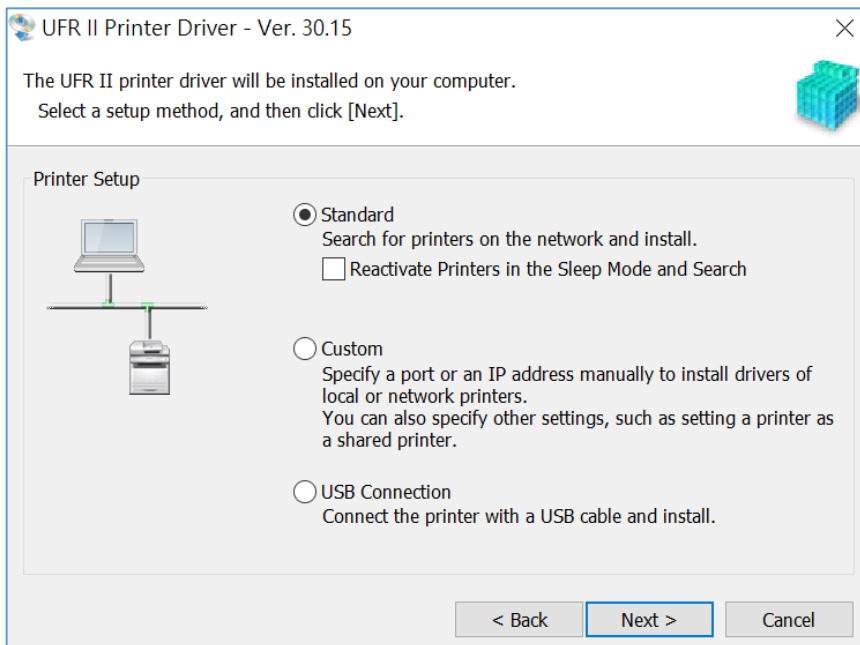 UFR II Printer Driver - Ver. 30.15
The UFR II printer driver will be installed on your computer.
Select a setup method, and then click [Next].
Printer Setup
Standard
Search for printers on the network and install.
Reactivate Printers in the Sleep Mode and Search
Custom
Specify a port or an IP address manually to install drivers of
local or network printers.
You can also specify other settings, such as setting a printer as
a shared printer.
USB Connection
Connect the printer with a USB cable and install.
< Back
Next >
Cancel